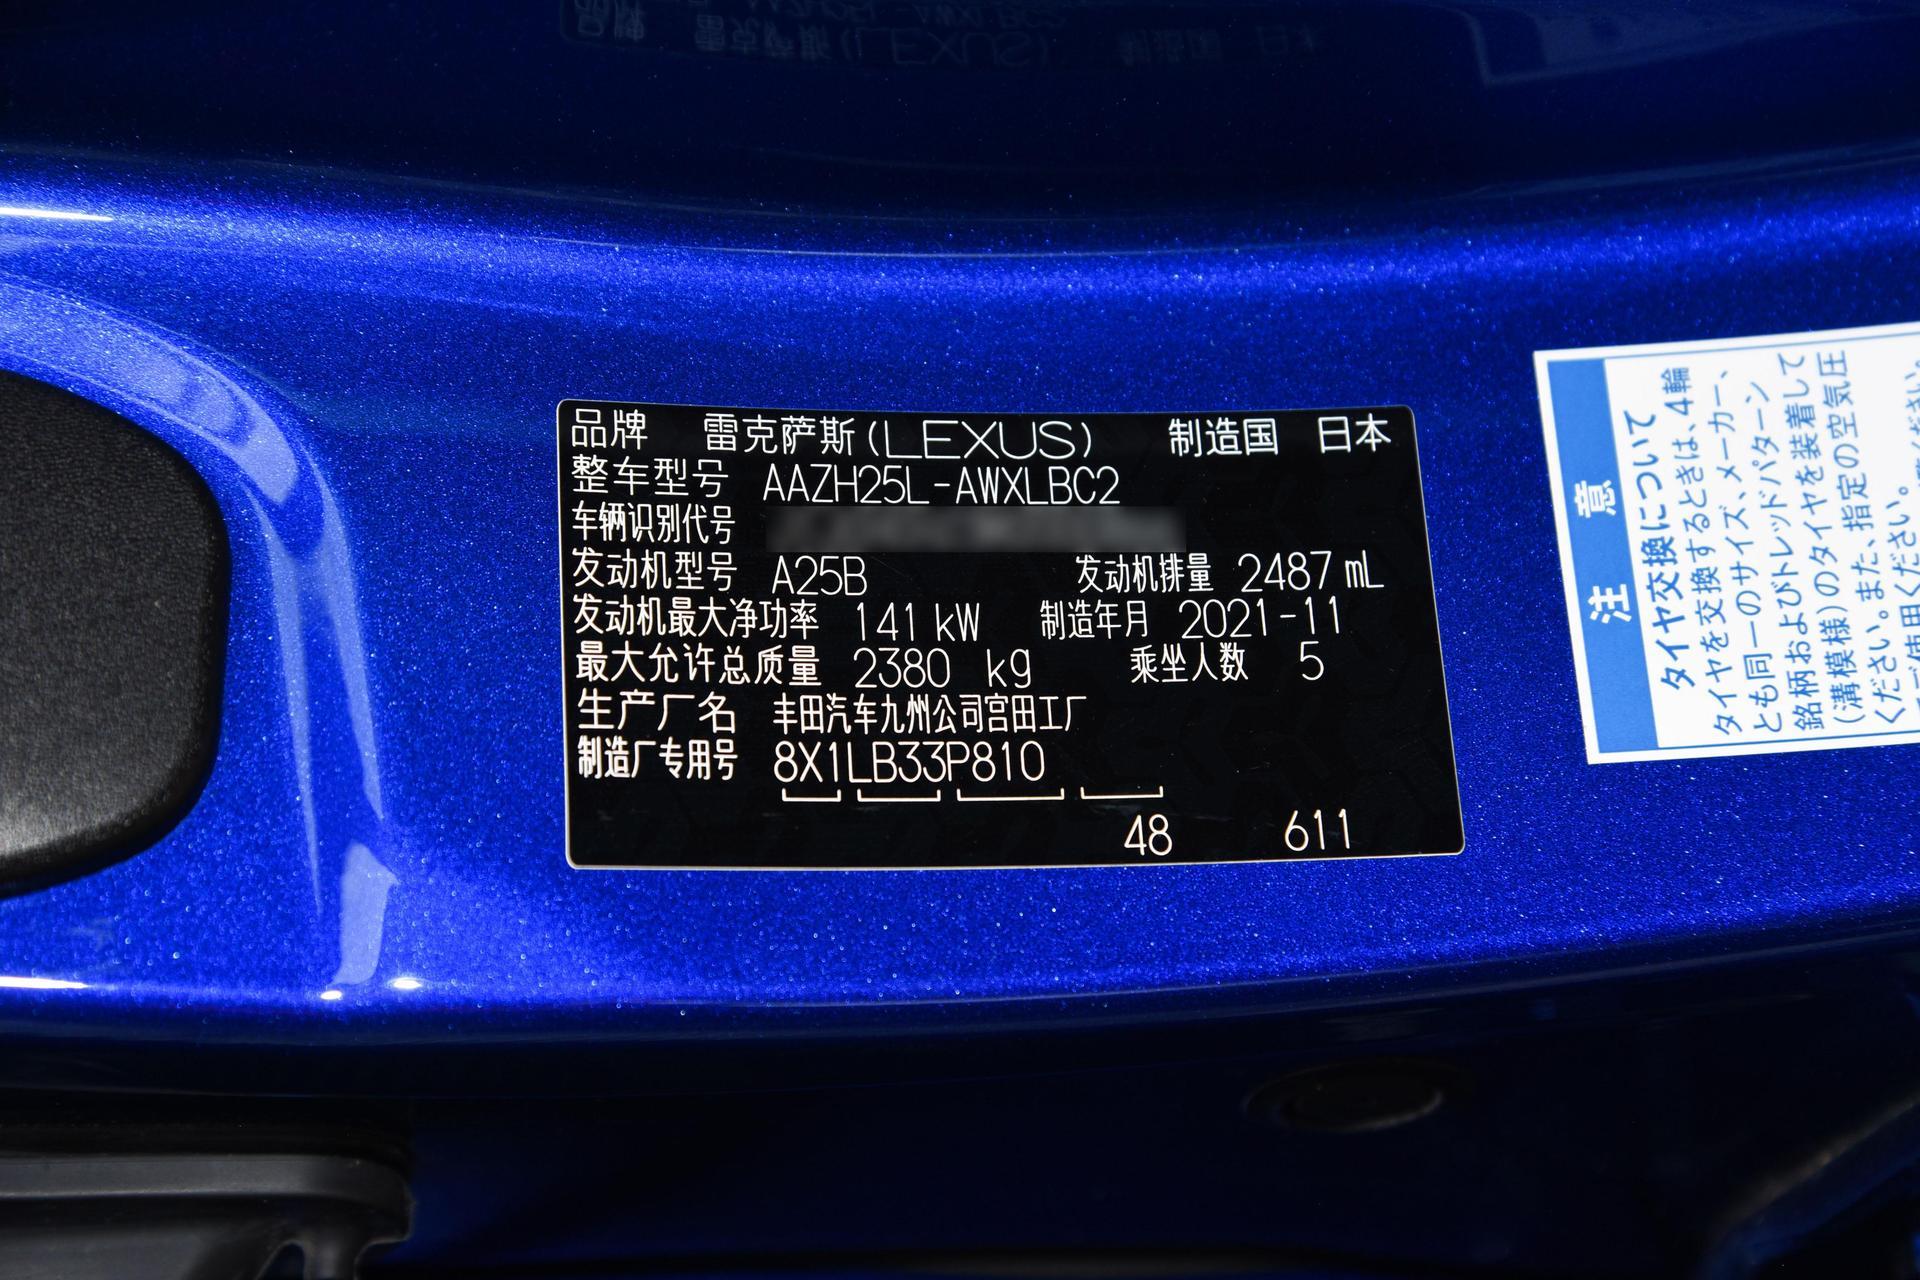 品牌 雷克萨斯(LEXUS) 制造国 日本
整车型号 AAZH25L-AWXLBC2
车辆识别代号
发动机型号 A25B 发动机排量 2487 mL
发动机最大净功率 141 kW 制造年月 2021-11
最大允许总质量 2380 kg 乘坐人数 5
生产厂名 丰田汽车九州公司宫田工厂
制造厂专用号 8X1LB33P810
48 611
注 意
タイヤ交換について
タイヤを交換するときは、4輪
とも同一のサイズ、メーカー、
銘柄およびトレッドパターン
(溝模様)のタイヤを装着して
ください。また、指定の空気圧
でご使用ください。